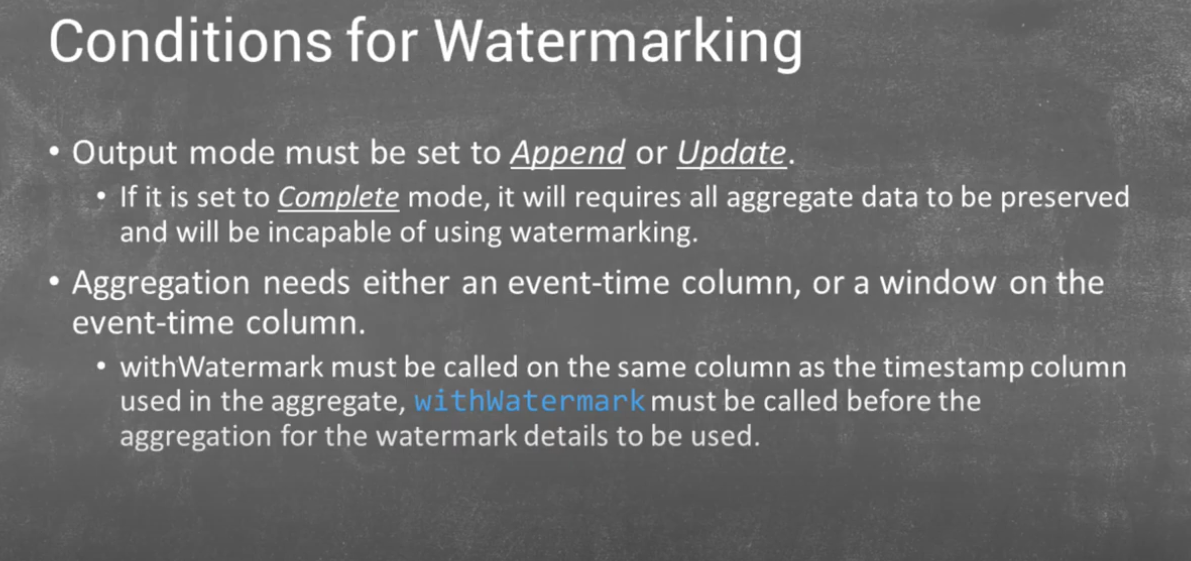 Conditions for Watermarking
• Output mode must be set to Append or Update.
• If it is set to Complete mode, it will requires all aggregate data to be preserved
and will be incapable of using watermarking.
• Aggregation needs either an event-time column, or a window on the
event-time column.
• withWatermark must be called on the same column as the timestamp column
used in the aggregate, withWatermark must be called before the
aggregation for the watermark details to be used.